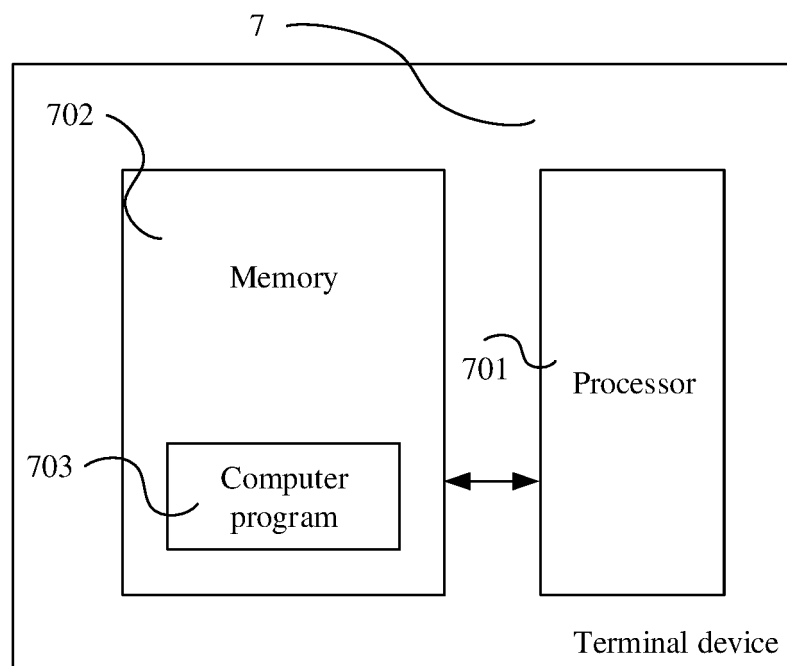 7
702
Memory
701
Processor
703
Computer
program
Terminal device